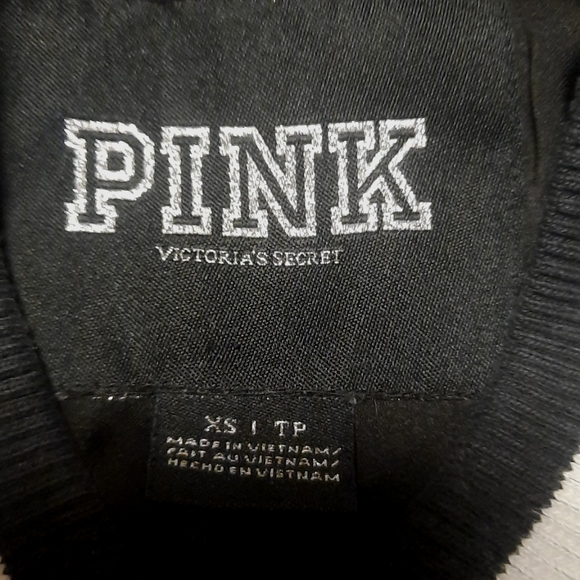 PINK
VICTORIA'S SECRET
XS | TP
MADE IN VIETNAM/
FAIT AU VIETNAM/
HECHO EN VIETNAM